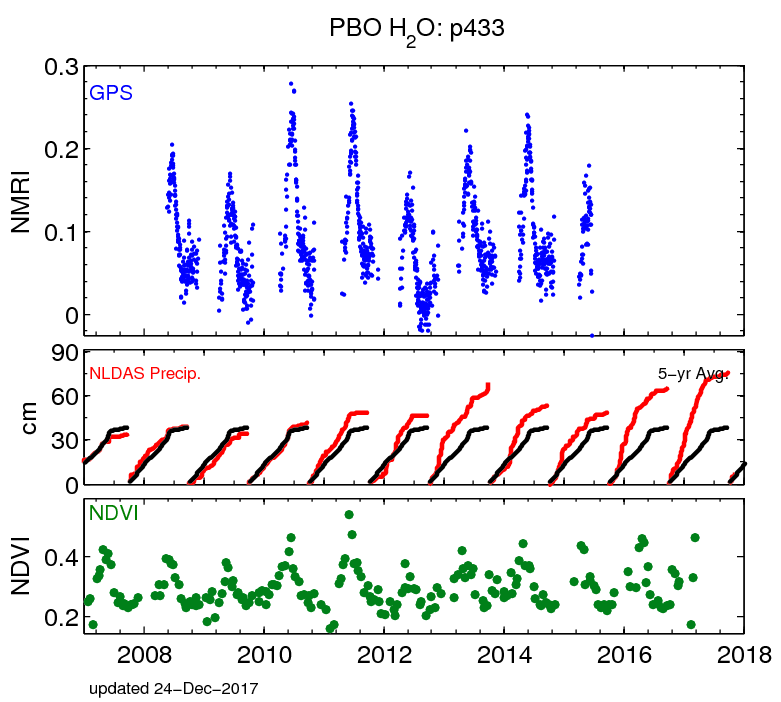 PBO H₂O: p433
0.3
GPS
0.2
NMRI
0.1
0
90
NLDAS Precip. 5-yr Avg.
60
cm
30
0
NDVI
0.4
NDVI
0.2
2008 2010 2012 2014 2016 2018
updated 24-Dec-2017